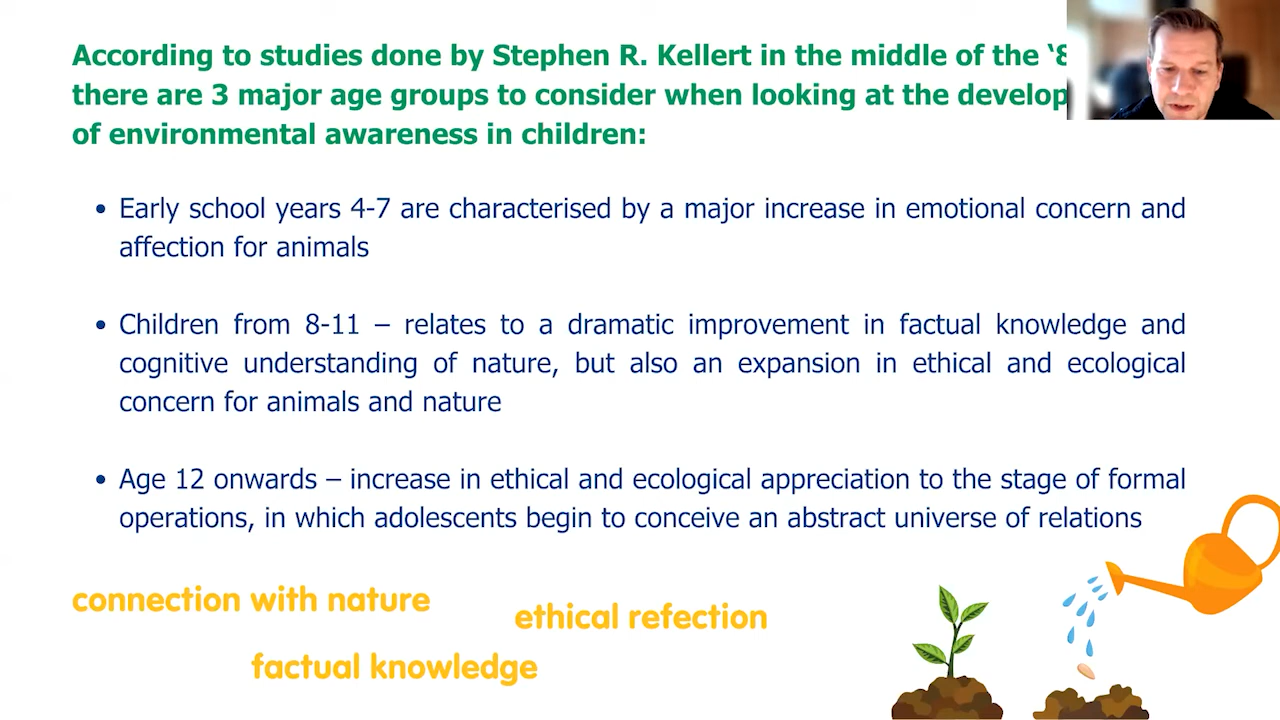 According to studies done by Stephen R. Kellert in the middle of the ‘8
there are 3 major age groups to consider when looking at the develop
of environmental awareness in children:
• Early school years 4-7 are characterised by a major increase in emotional concern and
affection for animals
• Children from 8-11 – relates to a dramatic improvement in factual knowledge and
cognitive understanding of nature, but also an expansion in ethical and ecological
concern for animals and nature
• Age 12 onwards – increase in ethical and ecological appreciation to the stage of formal
operations, in which adolescents begin to conceive an abstract universe of relations
connection with nature
ethical refection
factual knowledge